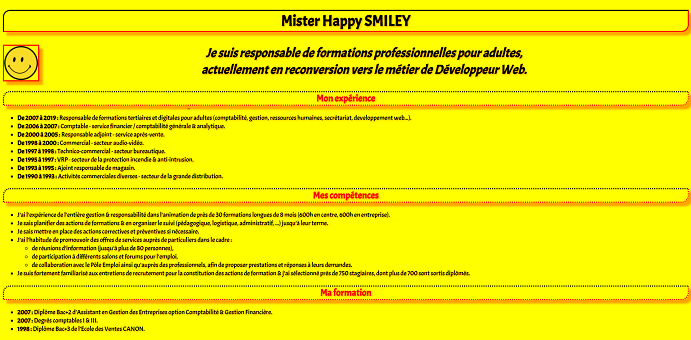 Mister Happy SMILEY
Je suis responsable de formations professionnelles pour adultes,
actuellement en reconversion vers le métier de Développeur Web.
Mon expérience
De 2007 à 2019 : Responsable de formations tertiaires et digitales pour adultes (comptabilité, gestion, ressources humaines, secrétariat, developpement web...).
De 2006 à 2007 : Comptable - service financier / comptabilité générale & analytique.
De 2000 à 2005 : Responsable adjoint - service après-vente.
De 1998 à 2000 : Commercial - secteur audio-vidéo.
De 1997 à 1998 : Technico-commercial - secteur bureautique.
De 1995 à 1997 : VRP - secteur de la protection incendie & anti-intrusion.
De 1993 à 1995 : Ajoint responsable de magasin.
De 1990 à 1993 : Activités commerciales diverses - secteur de la grande distribution.
Mes compétences
J'ai l'expérience de l'entière gestion & responsabilité dans l'animation de près de 30 formations longues de 8 mois (600h en centre, 600h en entreprise).
Je sais planifier des actions de formations & en organiser le suivi (pédagogique, logistique, administratif, ...) jusqu'à leur terme.
Je sais mettre en place des actions correctives et préventives si nécessaire.
J'ai l'habitude de promouvoir des offres de services auprès de particuliers dans le cadre :
de réunions d'information (jusqu'à plus de 80 personnes),
de participation à différents salons et forums pour l'emploi.
de collaboration avec le Pôle Emploi ainsi qu'auprès des professionnels, afin de proposer prestations et réponses à leurs demandes.
Je suis fortement familiarisé aux entretiens de recrutement pour la constitution des actions de formation & j'ai sélectionné près de 750 stagiaires, dont plus de 700 sont sortis diplômés.
Ma formation
2007 : Diplôme Bac+2 d'Assistant en Gestion des Entreprises option Comptabilité & Gestion Financière.
2007 : Degrés comptables I & III.
1998 : Diplôme Bac+3 de l'Ecole des Ventes CANON.